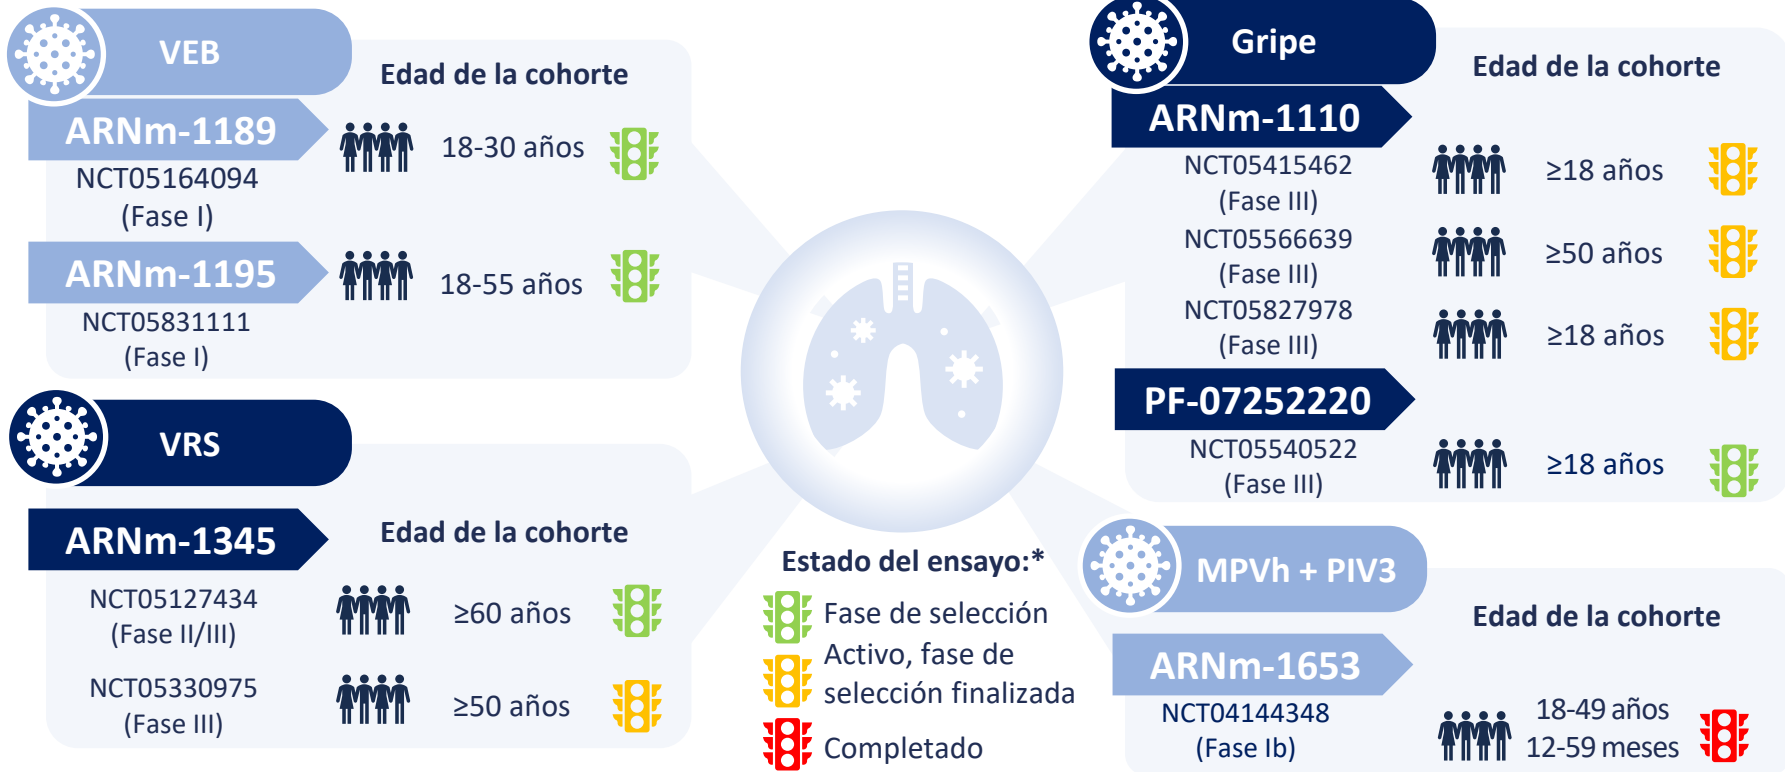 VEB
Edad de la cohorte
ARNm-1189
NCT05164094
(Fase I)
18-30 años
ARNm-1195
NCT05831111
(Fase I)
18-55 años
VRS
Edad de la cohorte
ARNm-1345
NCT05127434
(Fase II/III)
≥60 años
NCT05330975
(Fase III)
≥50 años
Estado del ensayo:*
Fase de selección
Activo, fase de
selección finalizada
Completado
Gripe
Edad de la cohorte
ARNm-1110
NCT05415462
(Fase III)
≥18 años
NCT05566639
(Fase III)
≥50 años
NCT05827978
(Fase III)
≥18 años
PF-07252220
NCT05540522
(Fase III)
≥18 años
MPVh + PIV3
Edad de la cohorte
ARNm-1653
NCT04144348
(Fase Ib)
18-49 años
12-59 meses